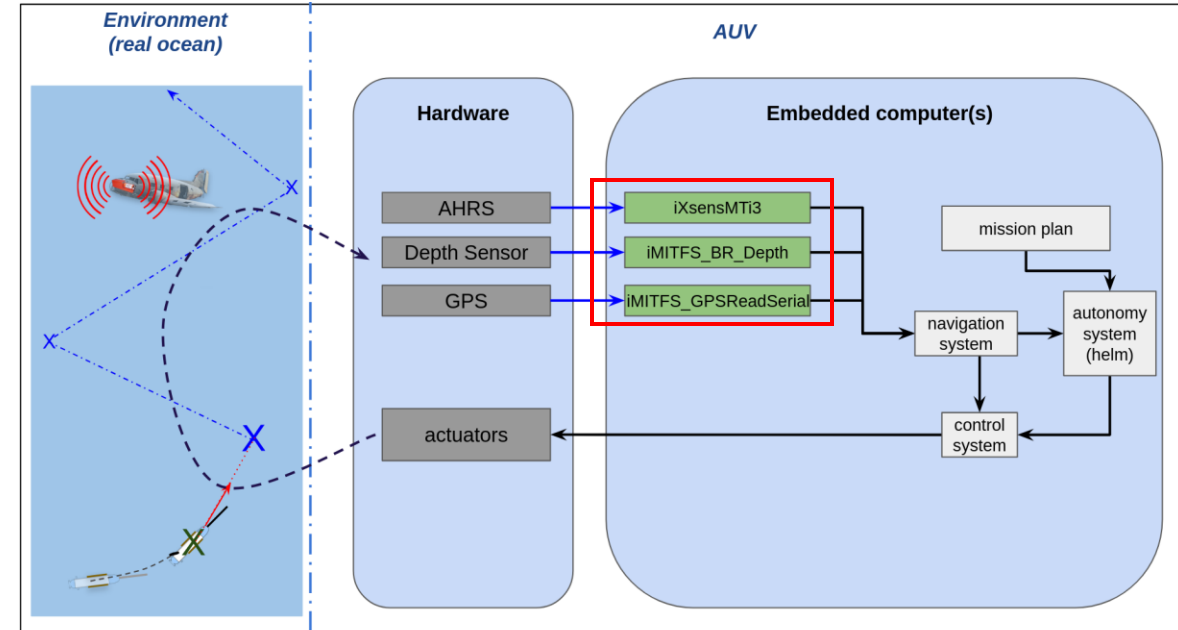 Environment
(real ocean)
AUV
Hardware
Embedded computer(s)
AHRS
iXsensMTi3
Depth Sensor
iMITFS_BR_Depth
GPS
iMITFS_GPSReadSerial
mission plan
navigation
system
autonomy
system
(helm)
actuators
control
system
X
X
X
X